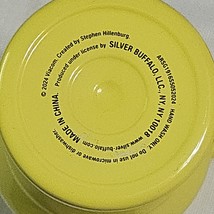 © 2024 Viacom. Created by Stephen Hillenburg.
Produced under license by SILVER BUFFALO, LLC., NY, NY 10018
www.silver-buffalo.com. MADE IN CHINA.
Do not use in microwave or dishwasher.
HAND WASH ONLY.